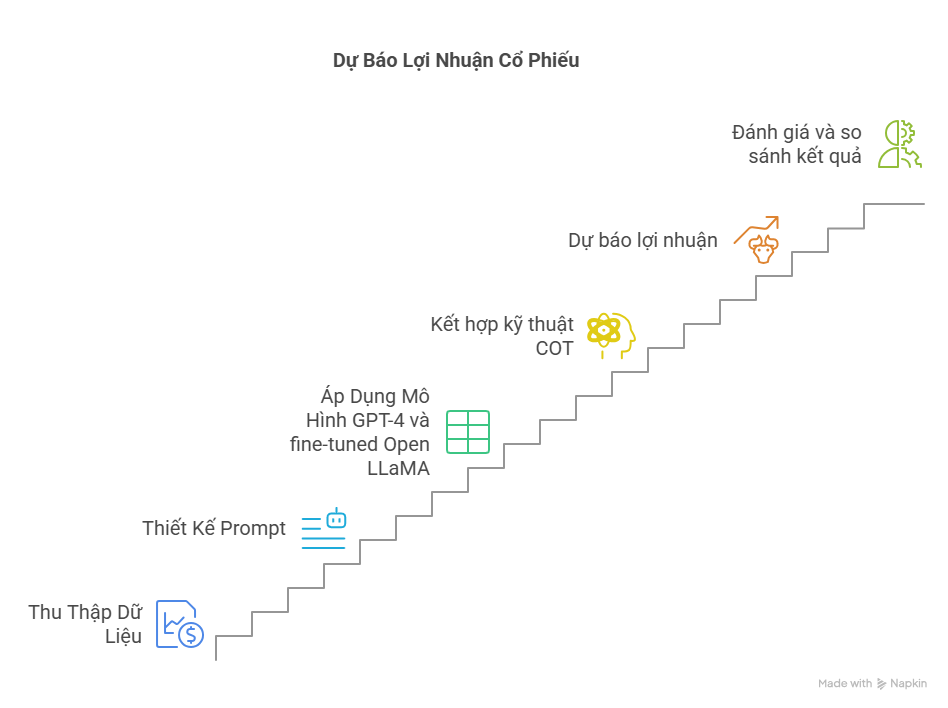 Dự Báo Lợi Nhuận Cổ Phiếu
Đánh giá và so
sánh kết quả
Dự báo lợi nhuận
Kết hợp kỹ thuật
COT
Áp Dụng Mô
Hình GPT-4 và
fine-tuned Open
LLaMA
Thiết Kế Prompt
Thu Thập Dữ
Liệu
Made with Napkin